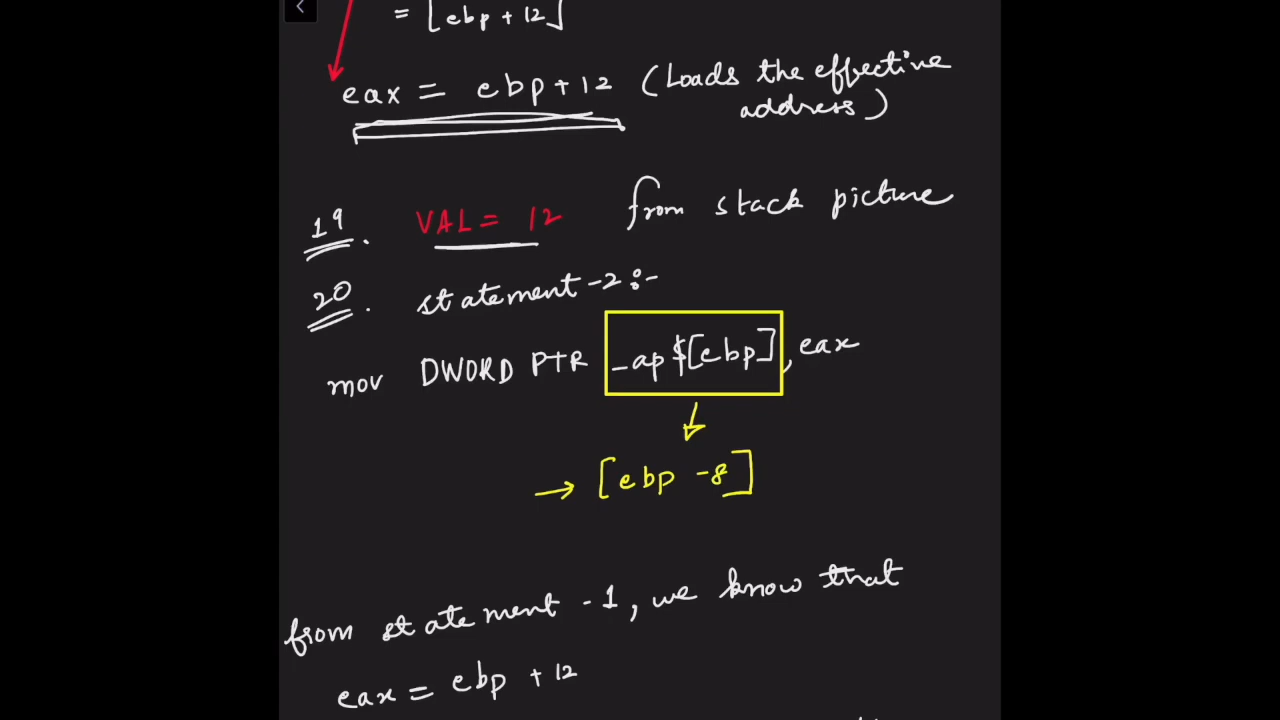 = [ebp + 12]
eax = ebp + 12 (Loads the effective
address)
19. VAL = 12 from stack picture
20. statement -2 :-
mov DWORD PTR _ap$[ebp], eax
→ [ebp -8]
from statement -1, we know that
eax = ebp + 12